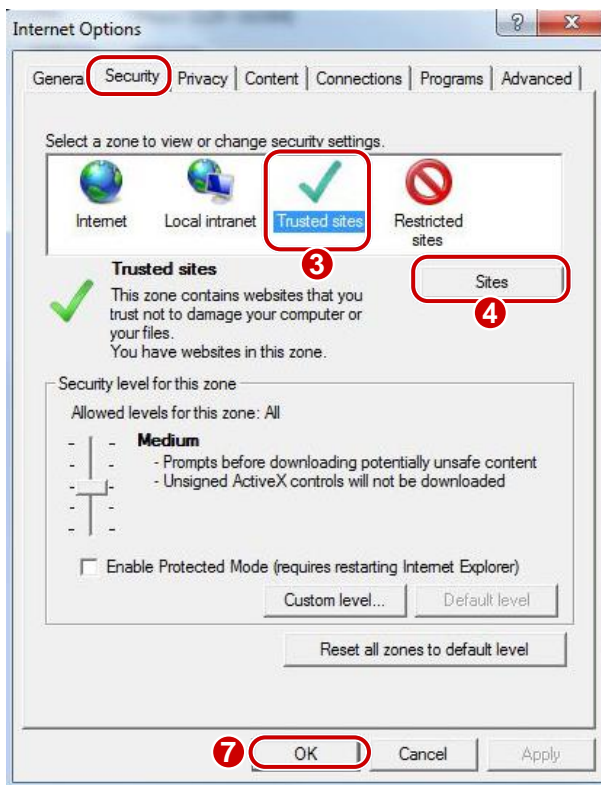 Internet Options
?
X
General Security Privacy Content Connections Programs Advanced
Select a zone to view or change security settings.
Internet Local intranet Trusted sites Restricted
sites
3
Trusted sites
Sites
4
This zone contains websites that you
trust not to damage your computer or
your files.
You have websites in this zone.
Security level for this zone
Allowed levels for this zone: All
Medium
- Prompts before downloading potentially unsafe content
- Unsigned ActiveX controls will not be downloaded
Enable Protected Mode (requires restarting Internet Explorer)
Custom level... Default level
Reset all zones to default level
7 OK Cancel Apply